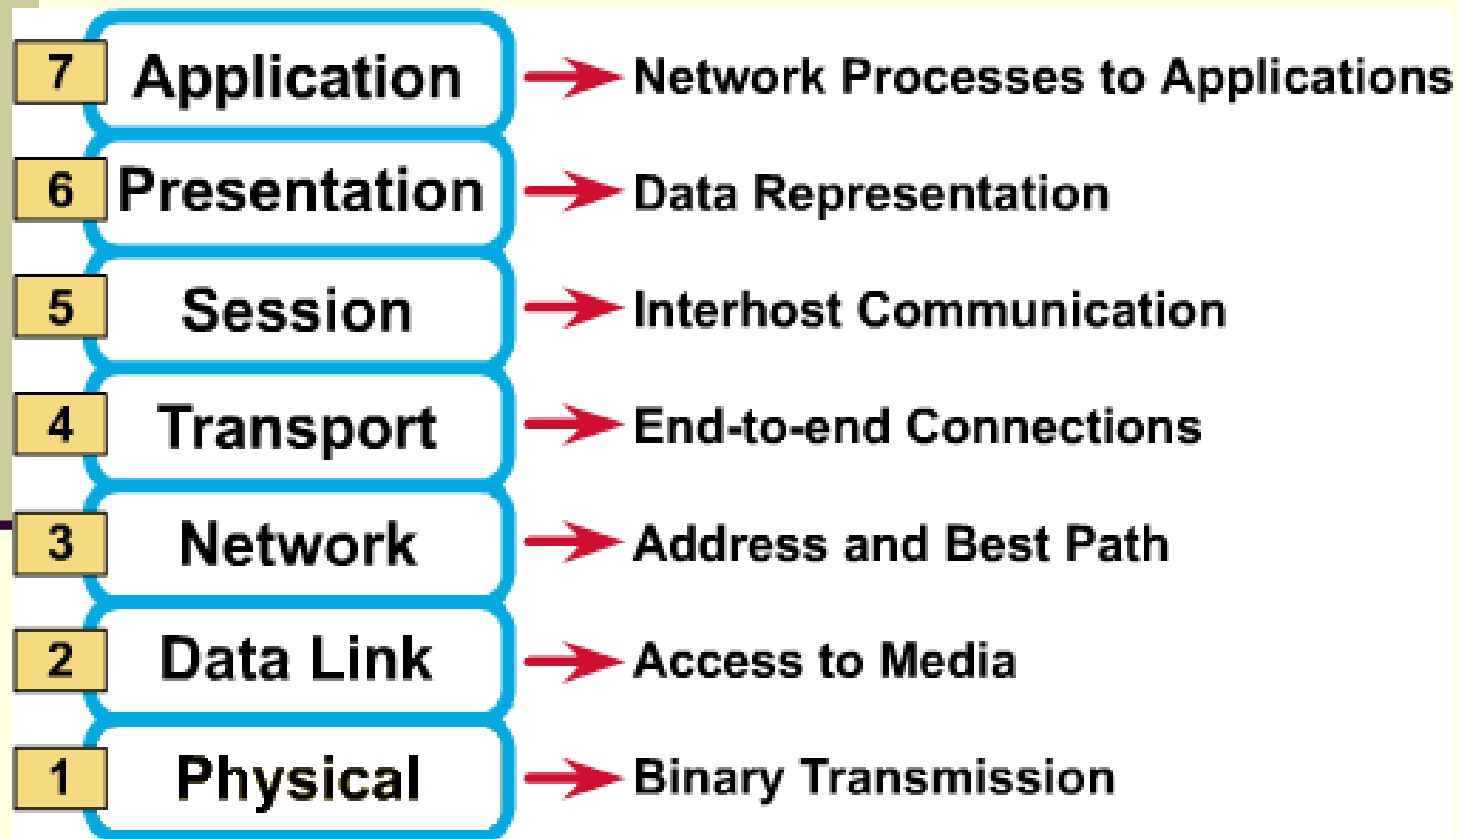 7 Application Network Processes to Applications
6 Presentation Data Representation
5 Session Interhost Communication
4 Transport End-to-end Connections
3 Network Address and Best Path
2 Data Link Access to Media
1 Physical Binary Transmission